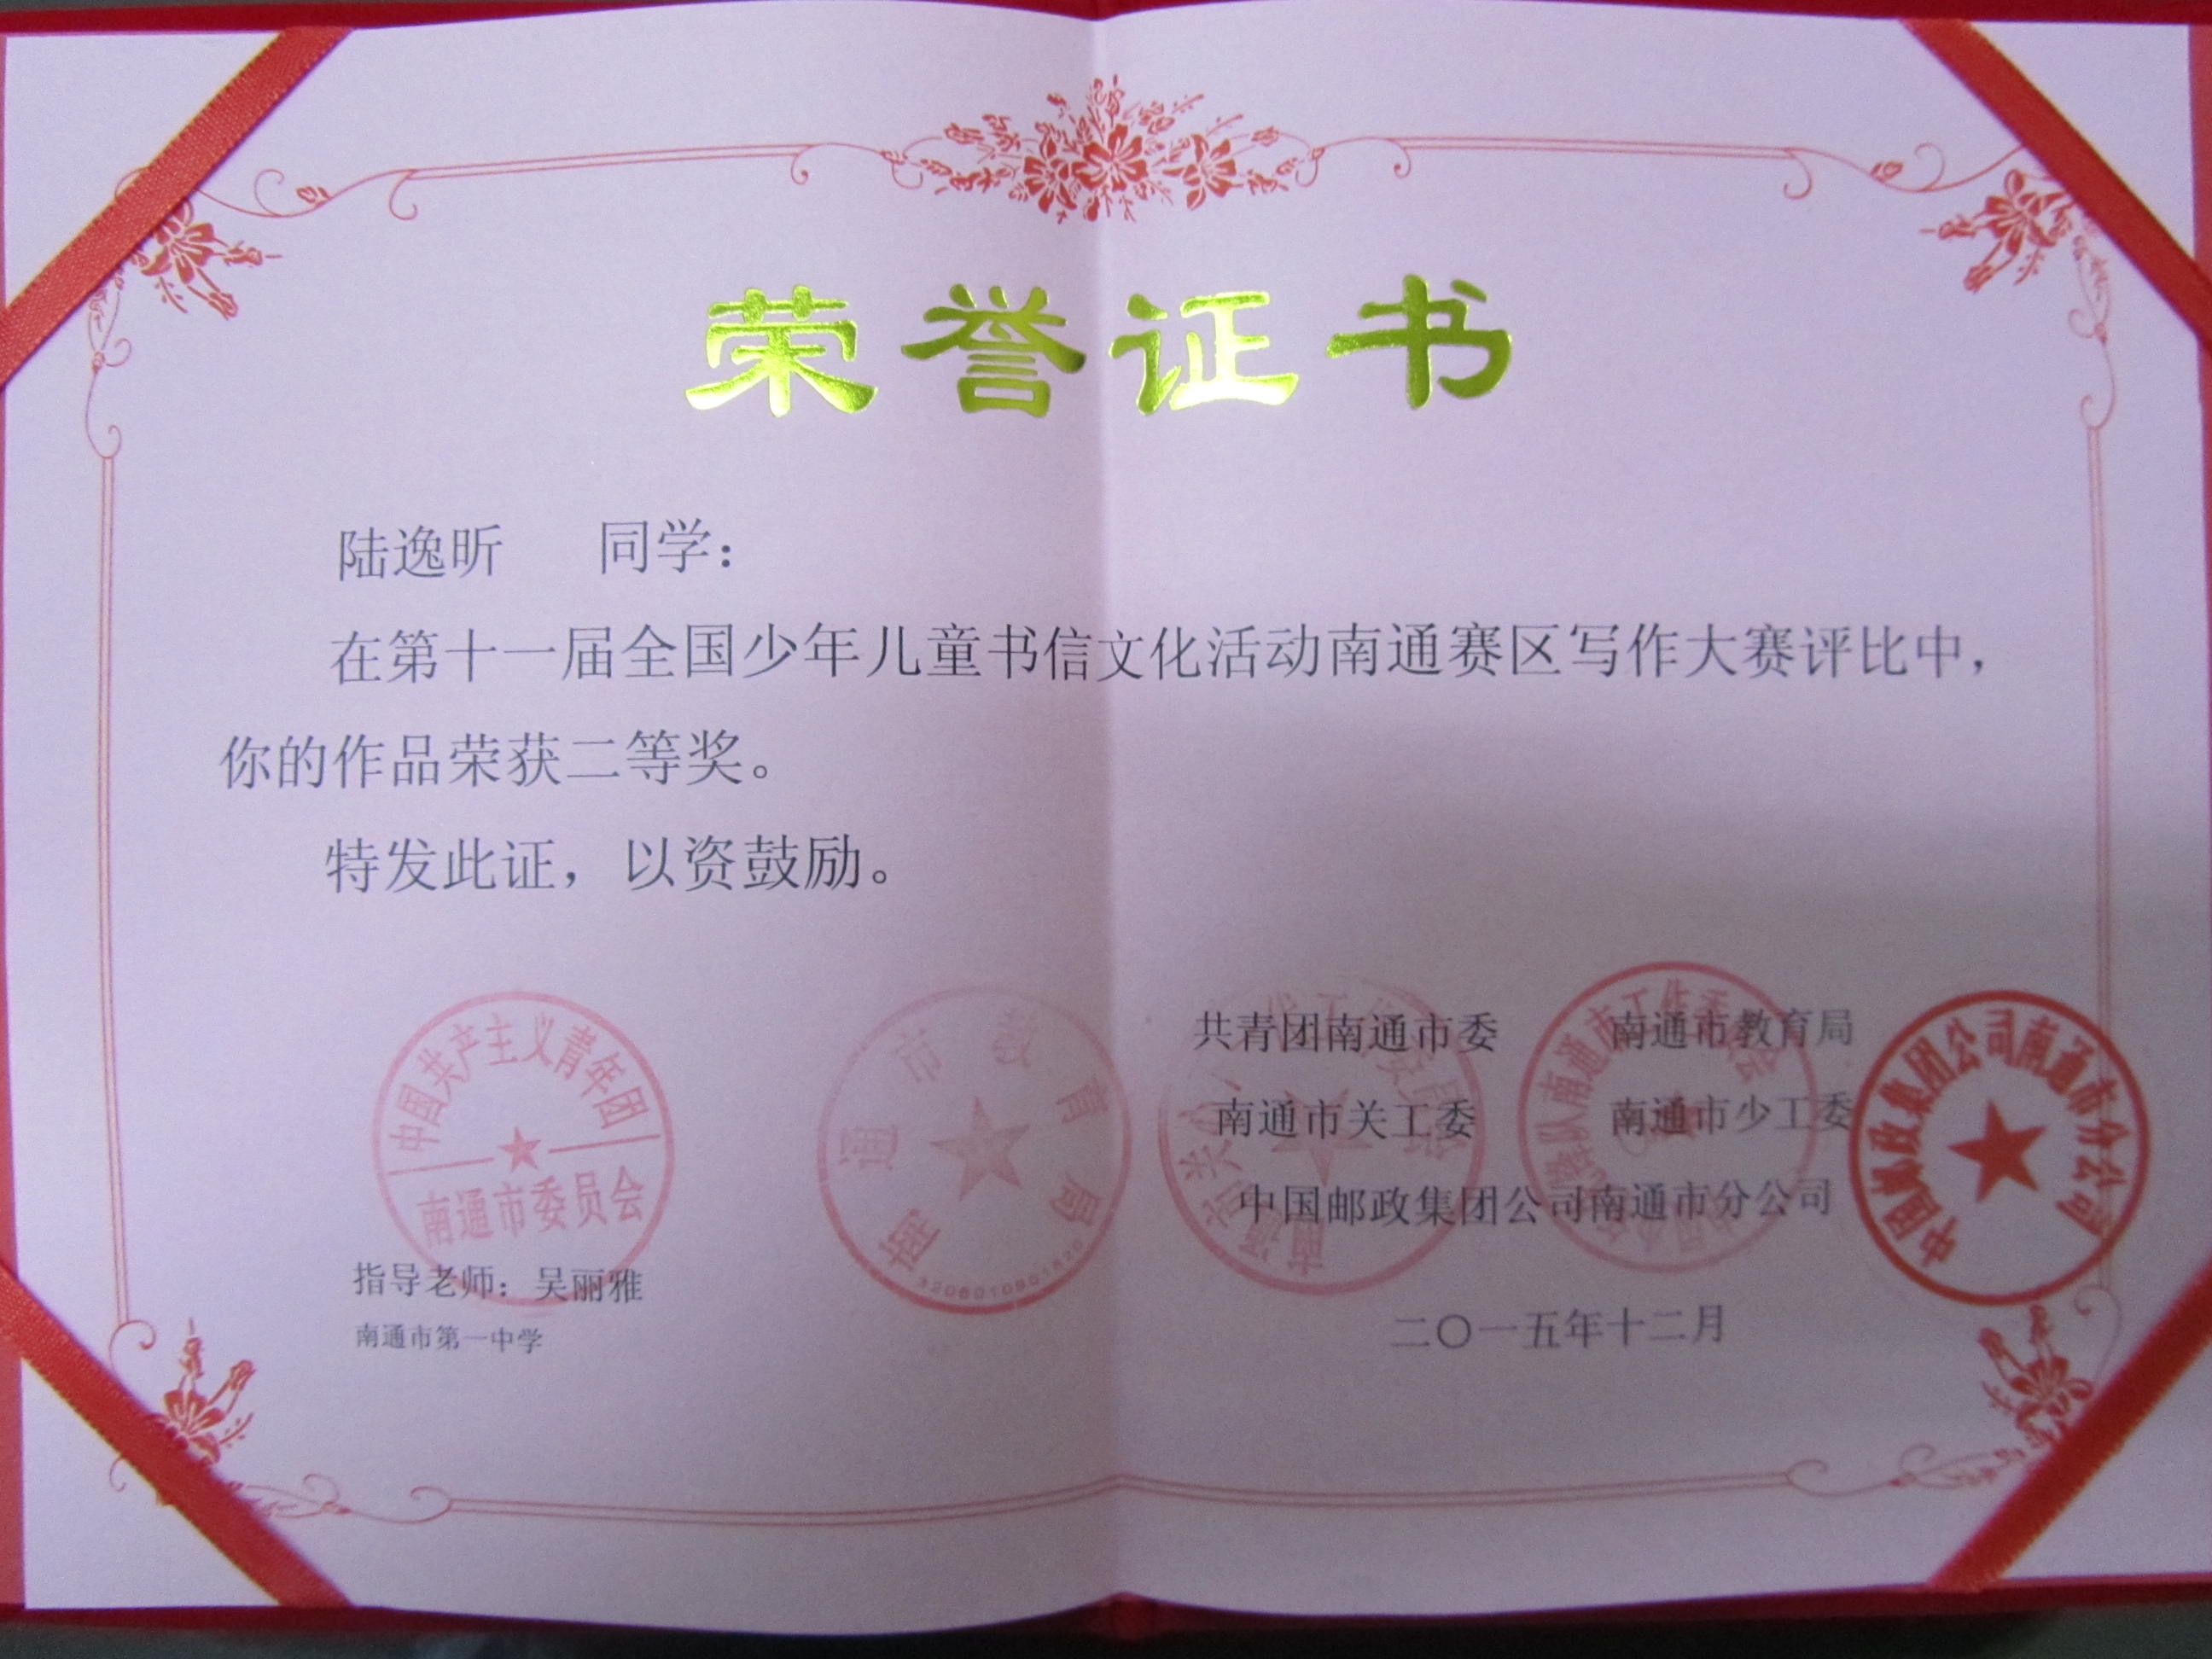 荣誉证书
陆逸昕 同学：
在第十一届全国少年儿童书信文化活动南通赛区写作大赛评比中，
你的作品荣获二等奖。
特发此证，以资鼓励。
共青团南通市委 南通市教育局
南通市关工委 南通市少工委
中国邮政集团公司南通市分公司
二〇一五年十二月
指导老师：吴丽雅
南通市第一中学
中国共产主义青年团
南通市委员会
南通市教育局
中国邮政集团公司南通市分公司